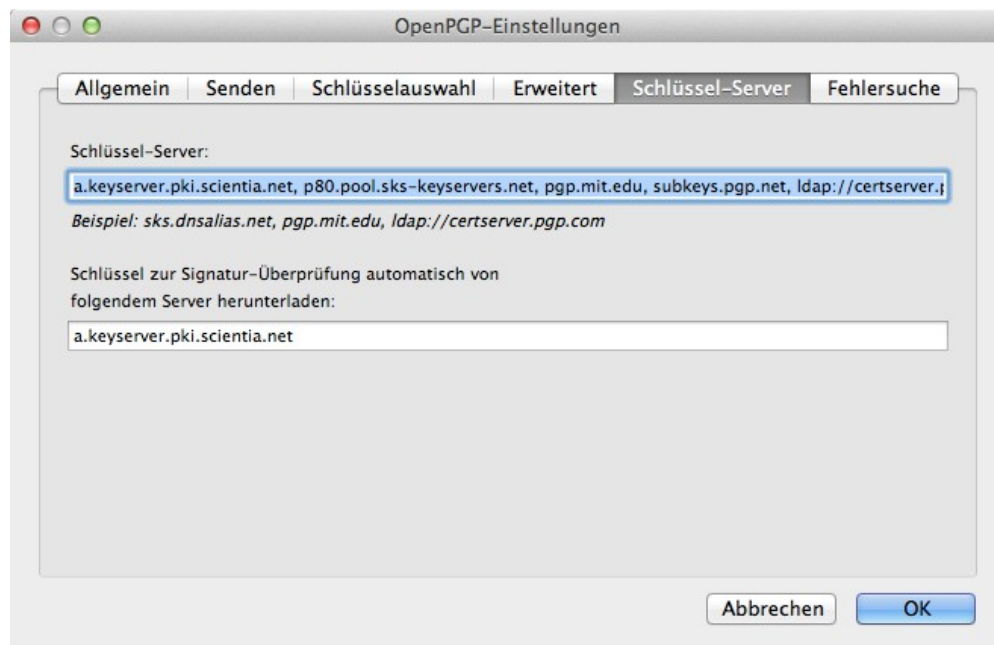 OpenPGP-Einstellungen
Allgemein Senden Schlüsselauswahl Erweitert Schlüssel-Server Fehlersuche
Schlüssel-Server:
a.keyserver.pki.scientia.net, p80.pool.sks-keyservers.net, pgp.mit.edu, subkeys.pgp.net, ldap://certserver.p
Beispiel: sks.dnsalias.net, pgp.mit.edu, ldap://certserver.pgp.com
Schlüssel zur Signatur-Überprüfung automatisch von
folgendem Server herunterladen:
a.keyserver.pki.scientia.net
Abbrechen OK